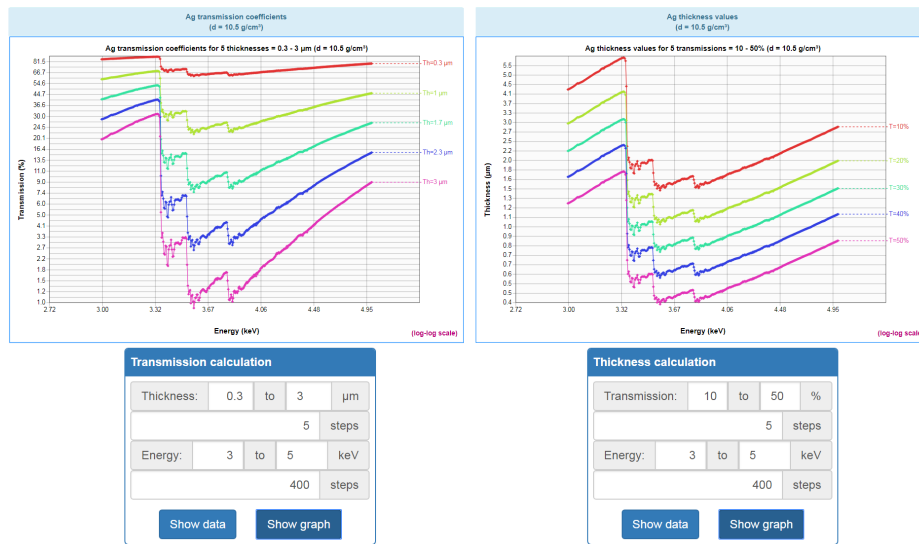 Ag transmission coefficients
(d = 10.5 g/cm³)
Ag transmission coefficients for 5 thicknesses = 0.3 - 3 μm (d = 10.5 g/cm³)
Transmission (%)
81.5
66.7
54.6
44.7
36.6
30.0
24.5
20.1
16.4
13.5
11.0
9.0
7.4
6.0
5.0
4.1
3.3
2.7
2.2
1.8
1.5
1.2
1.0
Th=0.3 μm
Th=1 μm
Th=1.7 μm
Th=2.3 μm
Th=3 μm
2.72 3.00 3.32 3.67 4.06 4.48 4.95
Energy (keV)
(log-log scale)
Ag thickness values
(d = 10.5 g/cm³)
Ag thickness values for 5 transmissions = 10 - 50% (d = 10.5 g/cm³)
Thickness (μm)
5.5
5.0
4.5
4.1
3.7
3.3
3.0
2.7
2.5
2.2
2.0
1.8
1.6
1.5
1.3
1.2
1.1
1.0
0.9
0.8
0.7
0.6
0.6
0.5
0.4
T=10%
T=20%
T=30%
T=40%
T=50%
2.72 3.00 3.32 3.67 4.06 4.48 4.95
Energy (keV)
(log-log scale)
Transmission calculation
Thickness: 0.3 to 3 μm
5 steps
Energy: 3 to 5 keV
400 steps
Show data Show graph
Thickness calculation
Transmission: 10 to 50 %
5 steps
Energy: 3 to 5 keV
400 steps
Show data Show graph